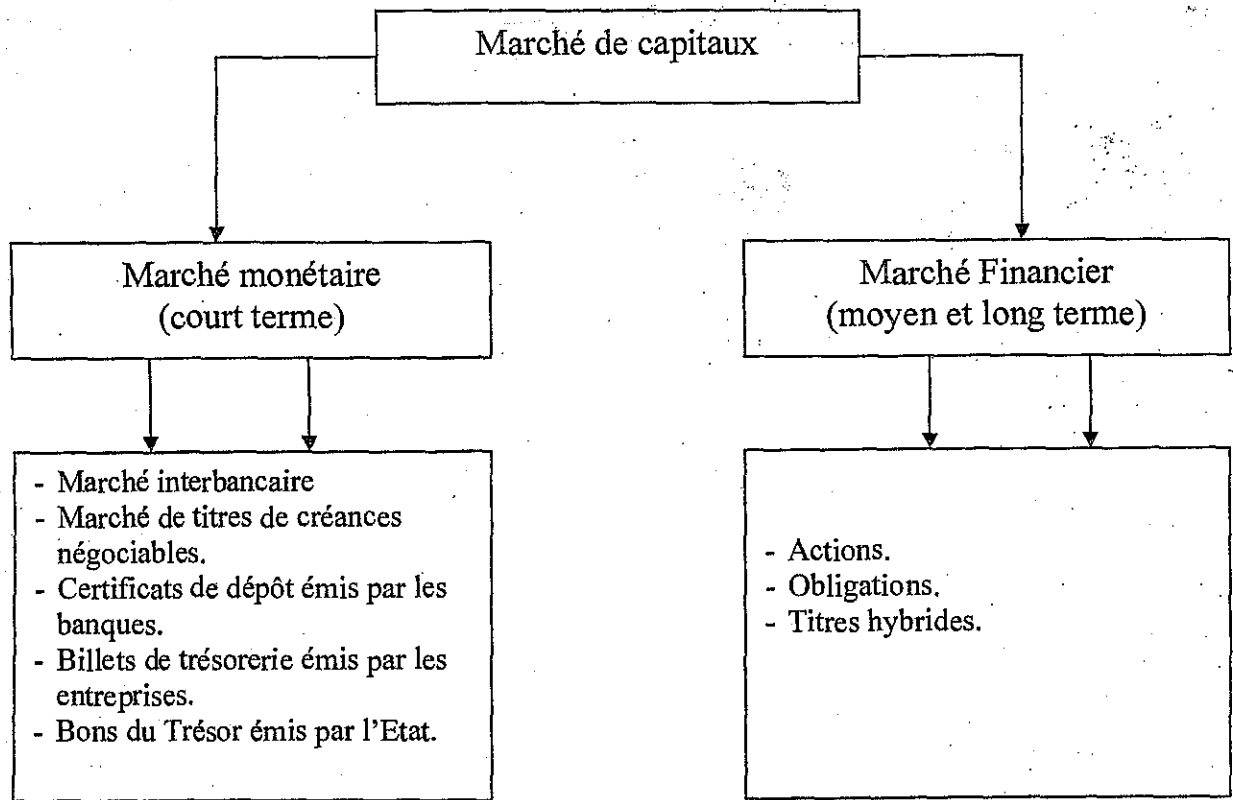 Marché de capitaux
Marché monétaire
(court terme)
Marché Financier
(moyen et long terme)
- Marché interbancaire
- Marché de titres de créances
négociables.
- Certificats de dépôt émis par les
banques.
- Billets de trésorerie émis par les
entreprises.
- Bons du Trésor émis par l'Etat.
- Actions.
- Obligations.
- Titres hybrides.